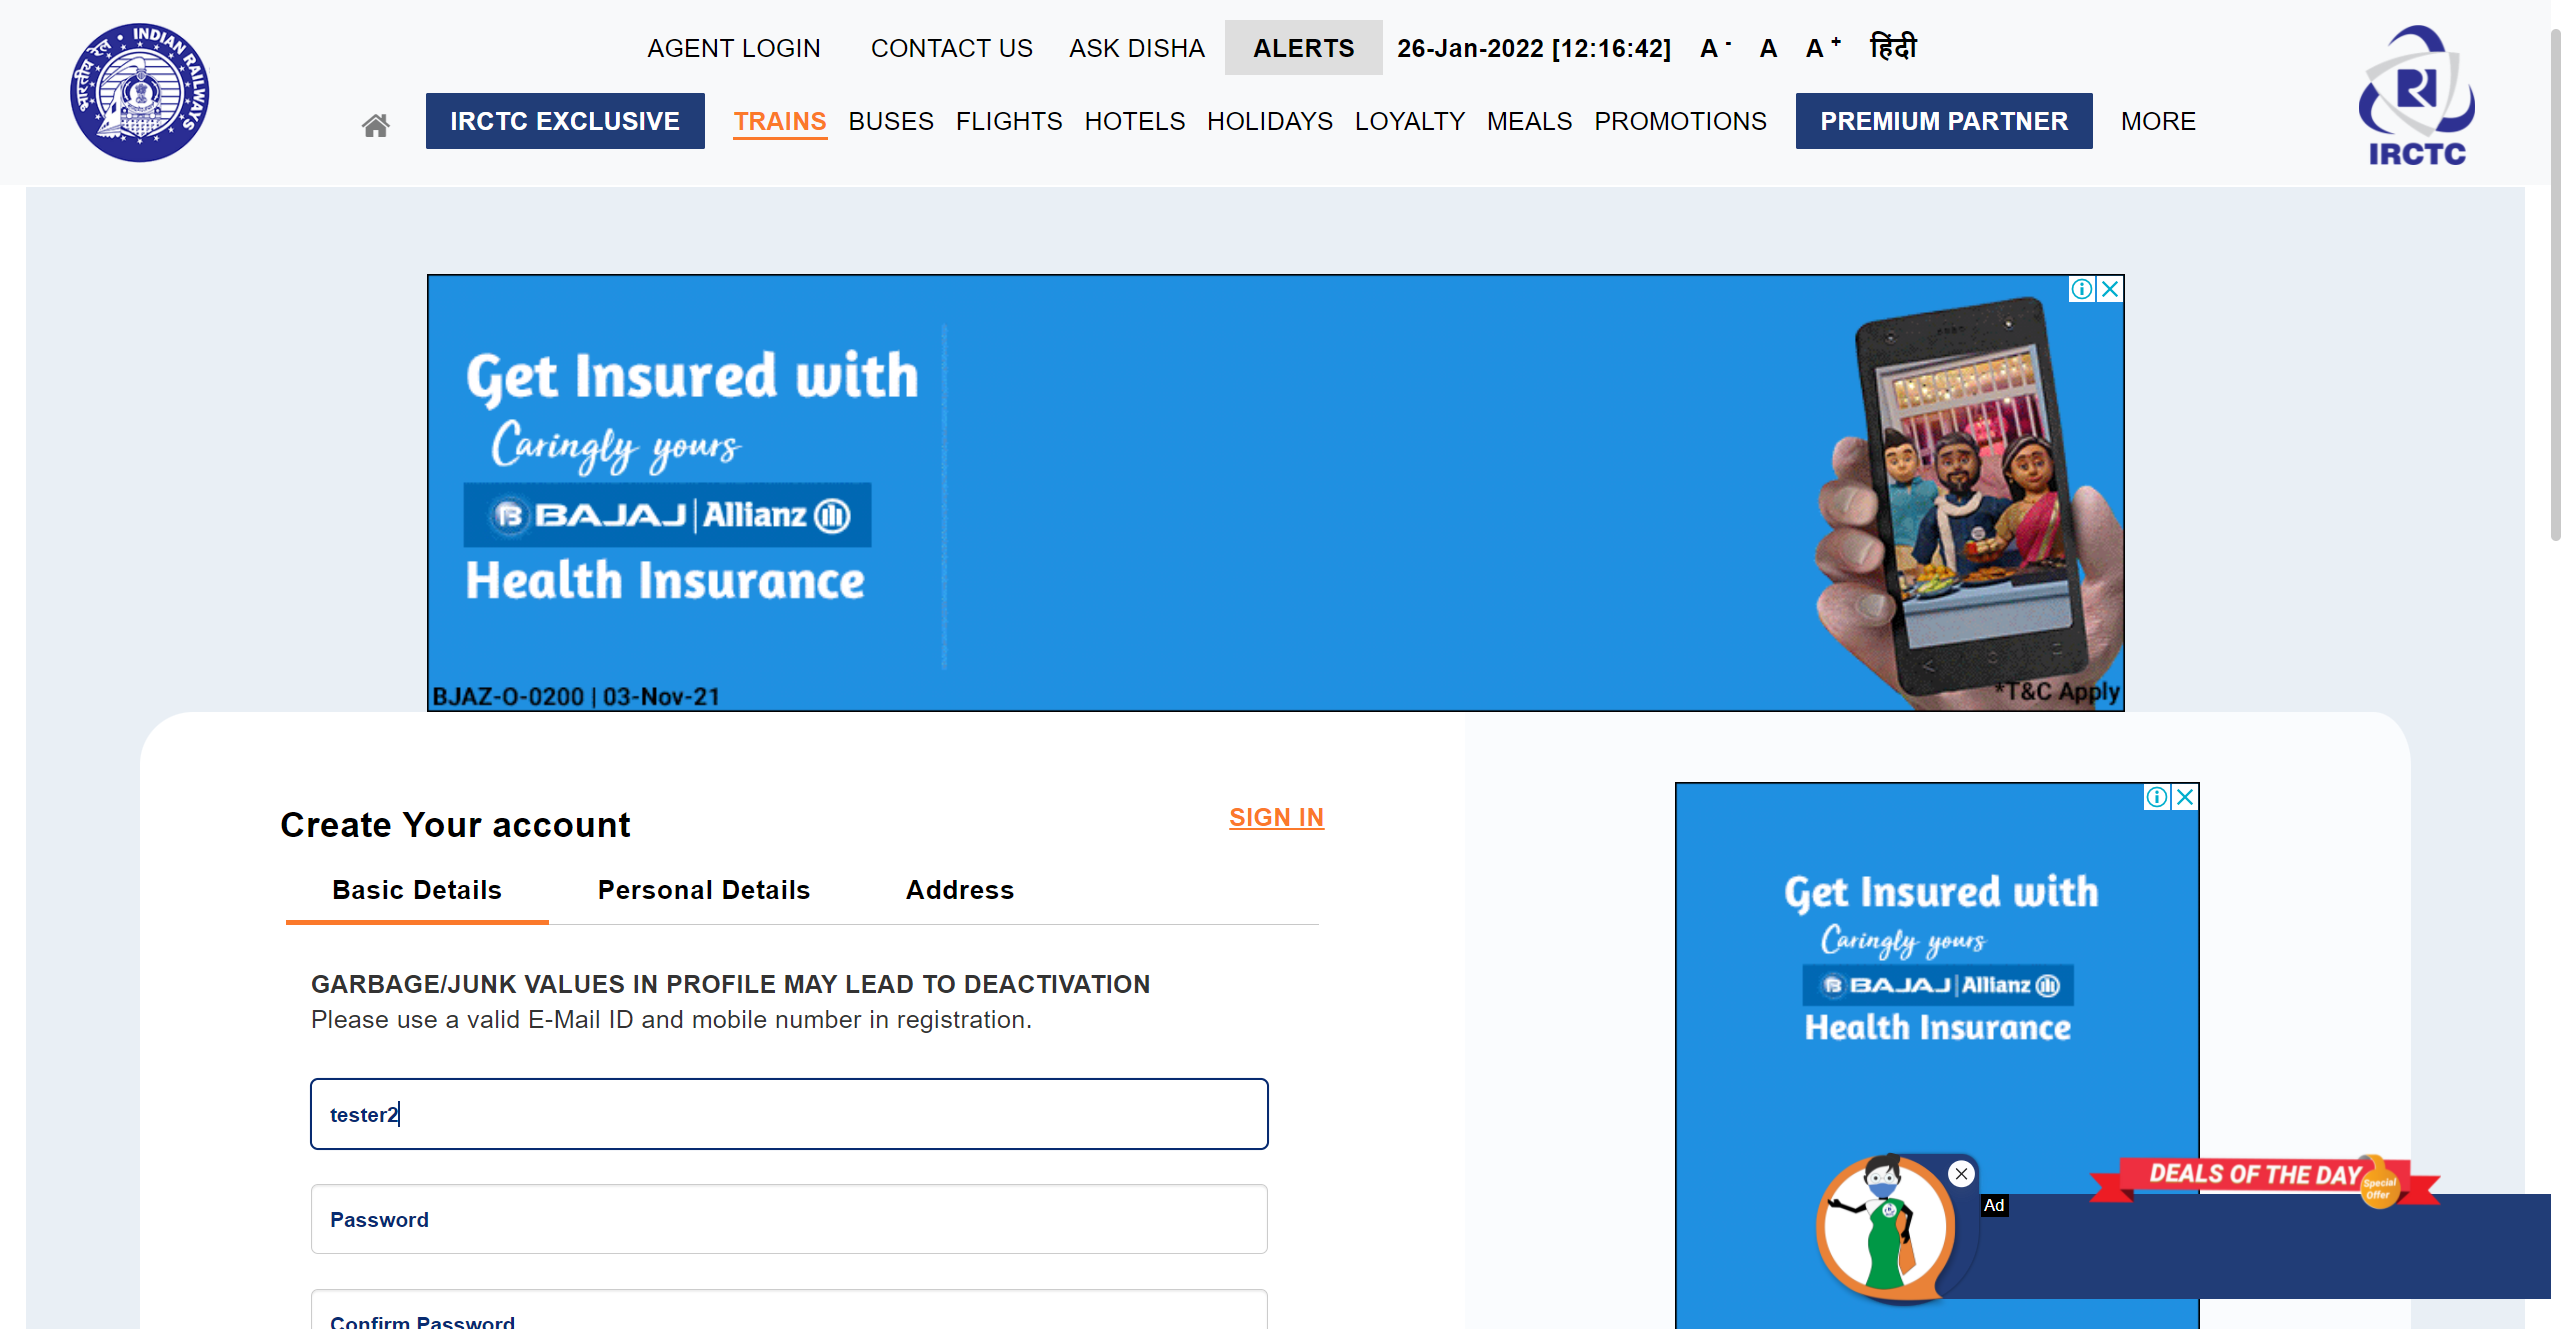 भारतीय रेल • INDIAN RAILWAYS
AGENT LOGIN CONTACT US ASK DISHA ALERTS 26-Jan-2022 [12:16:42] A - A A + हिंदी
IRCTC EXCLUSIVE TRAINS BUSES FLIGHTS HOTELS HOLIDAYS LOYALTY MEALS PROMOTIONS PREMIUM PARTNER MORE
IRCTC
Get Insured with
Caringly yours
B BAJAJ | Allianz
Health Insurance
BJAZ-O-0200 | 03-Nov-21
*T&C Apply
Create Your account
SIGN IN
Basic Details Personal Details Address
GARBAGE/JUNK VALUES IN PROFILE MAY LEAD TO DEACTIVATION
Please use a valid E-Mail ID and mobile number in registration.
tester2
Password
Confirm Password
Get Insured with
Caringly yours
B BAJAJ | Allianz
Health Insurance
DEALS OF THE DAY
Special
Offer
Ad